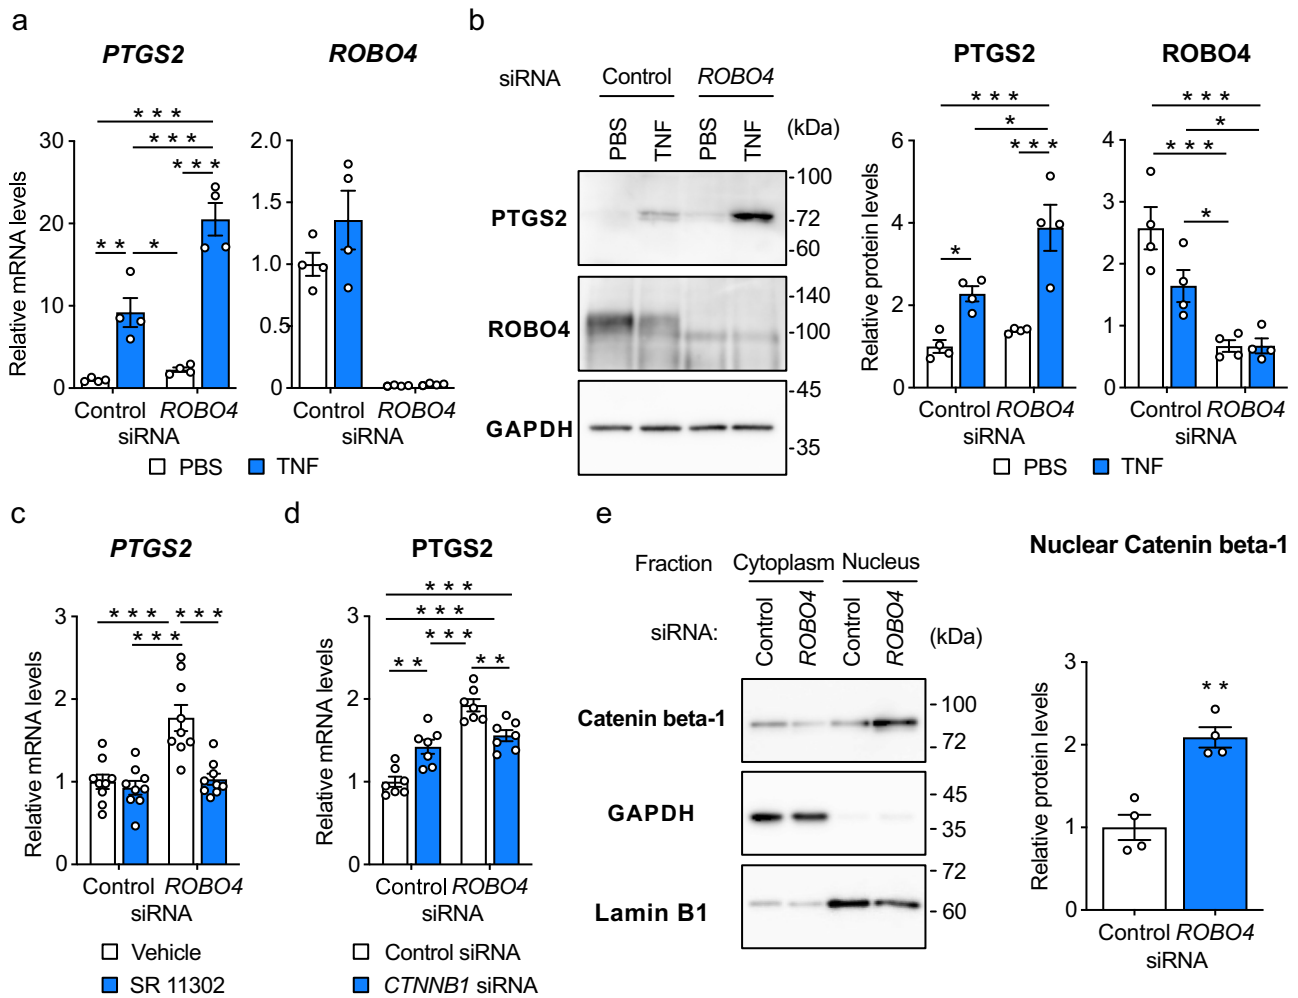 a
PTGS2
ROBO4
Relative mRNA levels
30
20
10
0
* * *
* * *
* * *
* *
*
2.0
1.5
1.0
0.5
0
Control ROBO4
siRNA
Control ROBO4
siRNA
PBS
TNF
b
siRNA
Control
ROBO4
PBS
TNF
PBS
TNF
(kDa)
PTGS2
-100
-72
-60
ROBO4
-140
-100
GAPDH
-45
-35
PTGS2
ROBO4
Relative protein levels
6
4
2
0
* * *
*
* * *
*
4
3
2
1
0
* * *
*
* * *
*
Control ROBO4
siRNA
Control ROBO4
siRNA
PBS
TNF
c
PTGS2
Relative mRNA levels
3
2
1
0
* * *
* * *
* * *
Control ROBO4
siRNA
Vehicle
SR 11302
d
PTGS2
Relative mRNA levels
3
2
1
0
* * *
* * *
* * *
* *
* *
Control ROBO4
siRNA
Control siRNA
CTNNB1 siRNA
e
Fraction
Cytoplasm
Nucleus
siRNA:
Control
ROBO4
Control
ROBO4
(kDa)
Catenin beta-1
-100
-72
GAPDH
-45
-35
Lamin B1
-72
-60
Nuclear Catenin beta-1
Relative protein levels
3
2
1
0
* *
Control ROBO4
siRNA